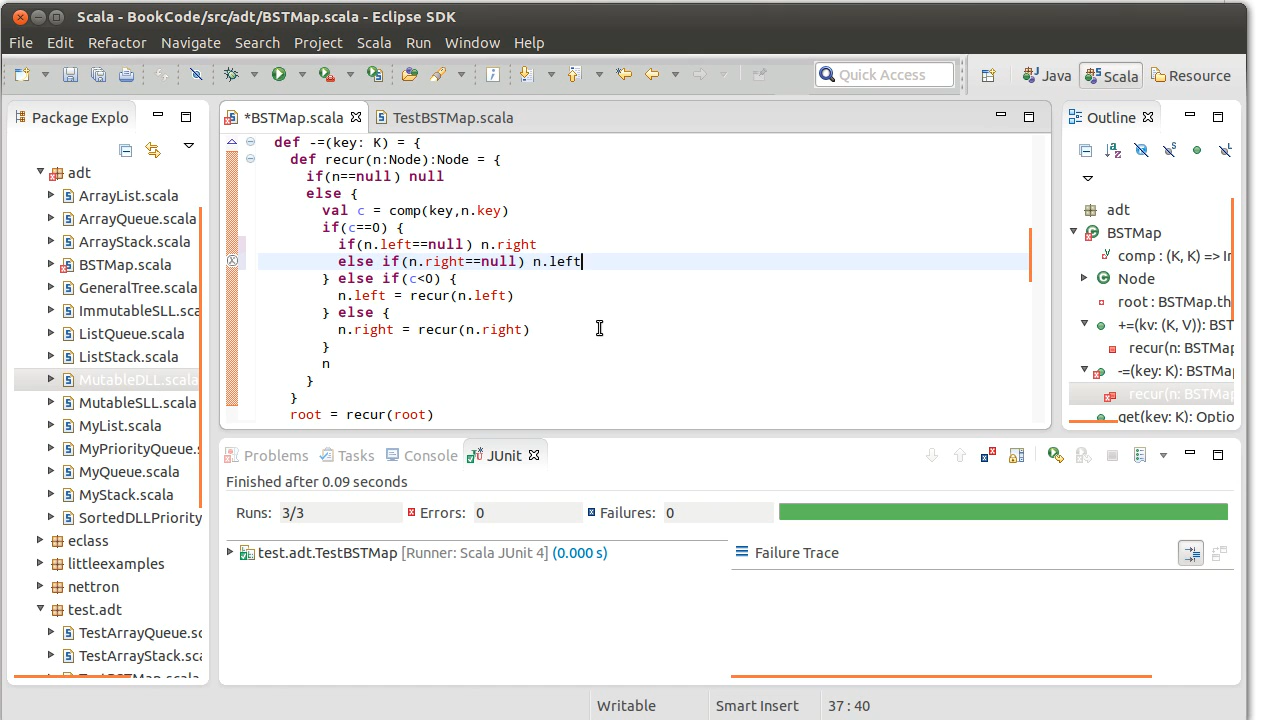 Scala - BookCode/src/adt/BSTMap.scala - Eclipse SDK
File Edit Refactor Navigate Search Project Scala Run Window Help
Quick Access
Java
Scala
Resource
Package Explo
adt
ArrayList.scala
ArrayQueue.scala
ArrayStack.scala
BSTMap.scala
GeneralTree.scala
ImmutableSLL.scala
ListQueue.scala
ListStack.scala
MutableDLL.scala
MutableSLL.scala
MyList.scala
MyPriorityQueue.s
MyQueue.scala
MyStack.scala
SortedDLLPriority
eclass
littleexamples
nettron
test.adt
TestArrayQueue.sc
TestArrayStack.sca
TestBSTMap.scala
*BSTMap.scala
TestBSTMap.scala
def -=(key: K) = {
def recur(n:Node):Node = {
if(n==null) null
else {
val c = comp(key,n.key)
if(c==0) {
if(n.left==null) n.right
else if(n.right==null) n.left
} else if(c<0) {
n.left = recur(n.left)
} else {
n.right = recur(n.right)
}
n
}
}
root = recur(root)
Outline
adt
BSTMap
comp : (K, K) => In
Node
root : BSTMap.th
+=(kv: (K, V)): BST
recur(n: BSTMap
-=(key: K): BSTMap
recur(n: BSTMap
get(key: K): Optio
Problems
Tasks
Console
JUnit
Finished after 0.09 seconds
Runs: 3/3
Errors: 0
Failures: 0
test.adt.TestBSTMap [Runner: Scala JUnit 4] (0.000 s)
Failure Trace
Writable
Smart Insert
37 : 40